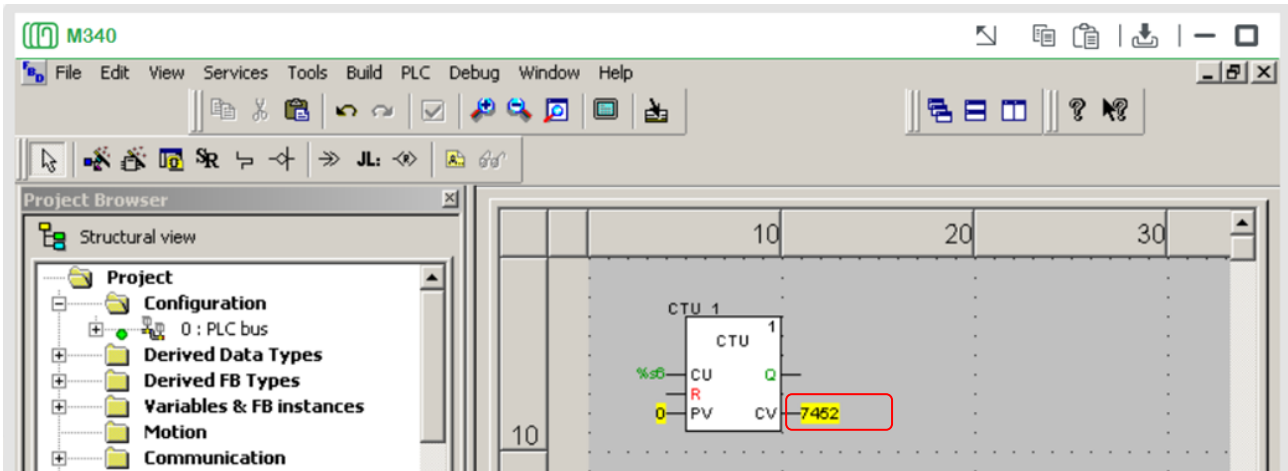 M340
File Edit View Services Tools Build PLC Debug Window Help
SR JL:
Project Browser
Structural view
Project
Configuration
0 : PLC bus
Derived Data Types
Derived FB Types
Variables & FB instances
Motion
Communication
10 20 30
10
CTU_1
1
CTU
%s6 CU Q
R
0 PV CV 7452